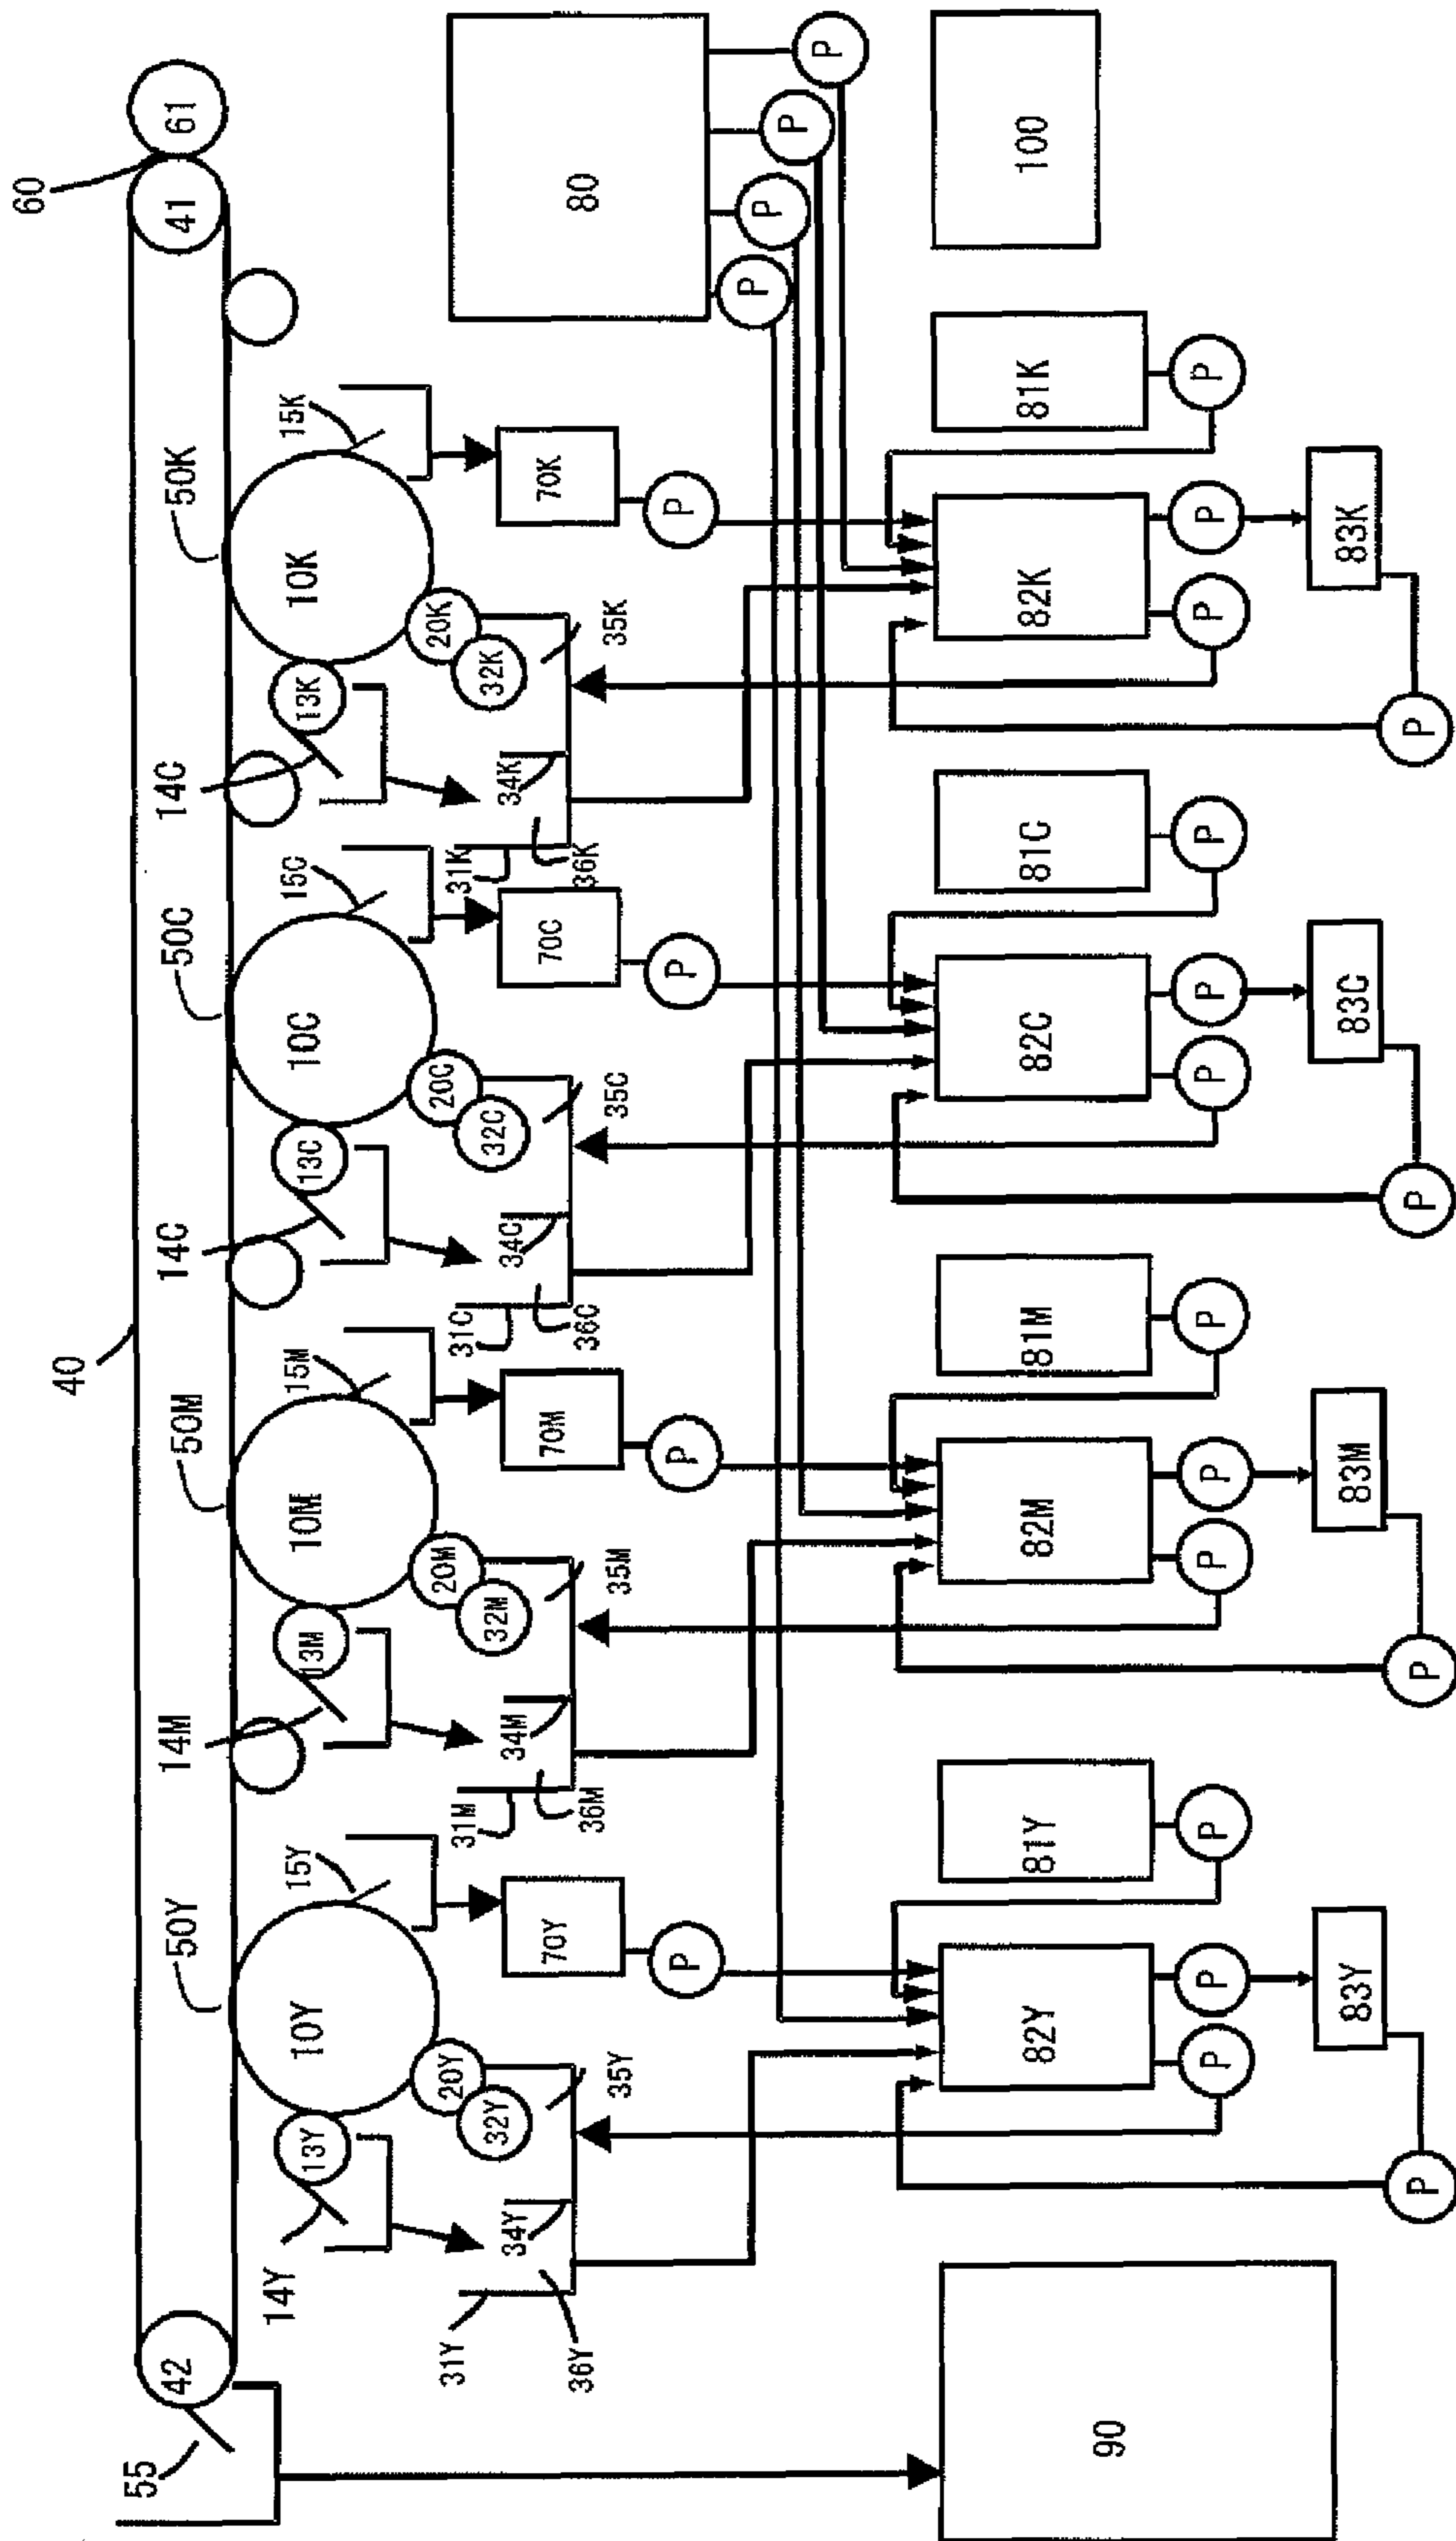 60
61
41
40
42
55
50K
10K
15K
13K
14C
20K
32K
35K
34K
36K
31K
70K
P
50C
10C
15C
13C
14C
20C
32C
35C
34C
36C
31C
70C
P
50M
10M
15M
13M
14M
20M
32M
35M
34M
36M
31M
70M
P
50Y
10Y
15Y
13Y
14Y
20Y
32Y
35Y
34Y
36Y
31Y
70Y
P
80
P
P
P
P
100
81K
P
82K
P
P
83K
P
81C
P
82C
P
P
83C
P
81M
P
82M
P
P
83M
P
81Y
P
82Y
P
P
83Y
P
90